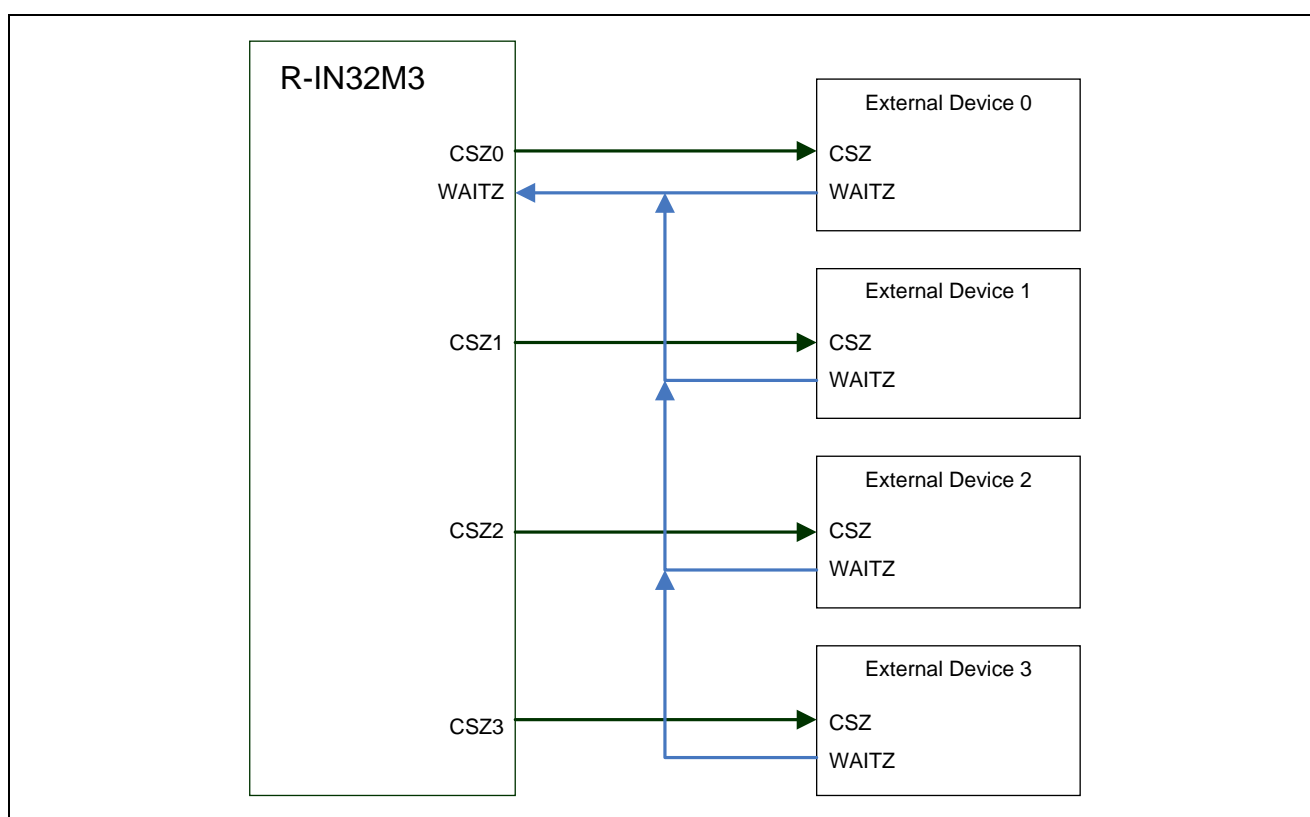 R-IN32M3
External Device 0
CSZ0
CSZ
WAITZ
WAITZ
External Device 1
CSZ1
CSZ
WAITZ
External Device 2
CSZ2
CSZ
WAITZ
External Device 3
CSZ3
CSZ
WAITZ